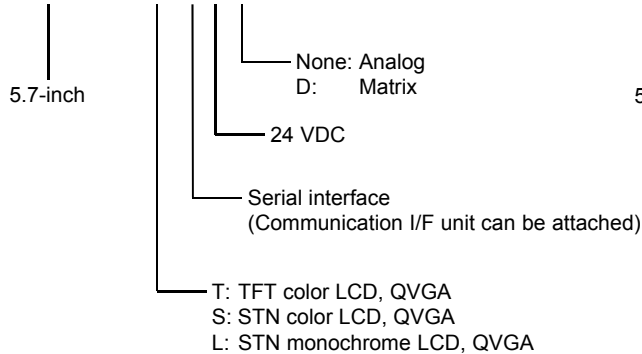 None: Analog
D: Matrix
5.7-inch
5
24 VDC
Serial interface
(Communication I/F unit can be attached)
T: TFT color LCD, QVGA
S: STN color LCD, QVGA
L: STN monochrome LCD, QVGA